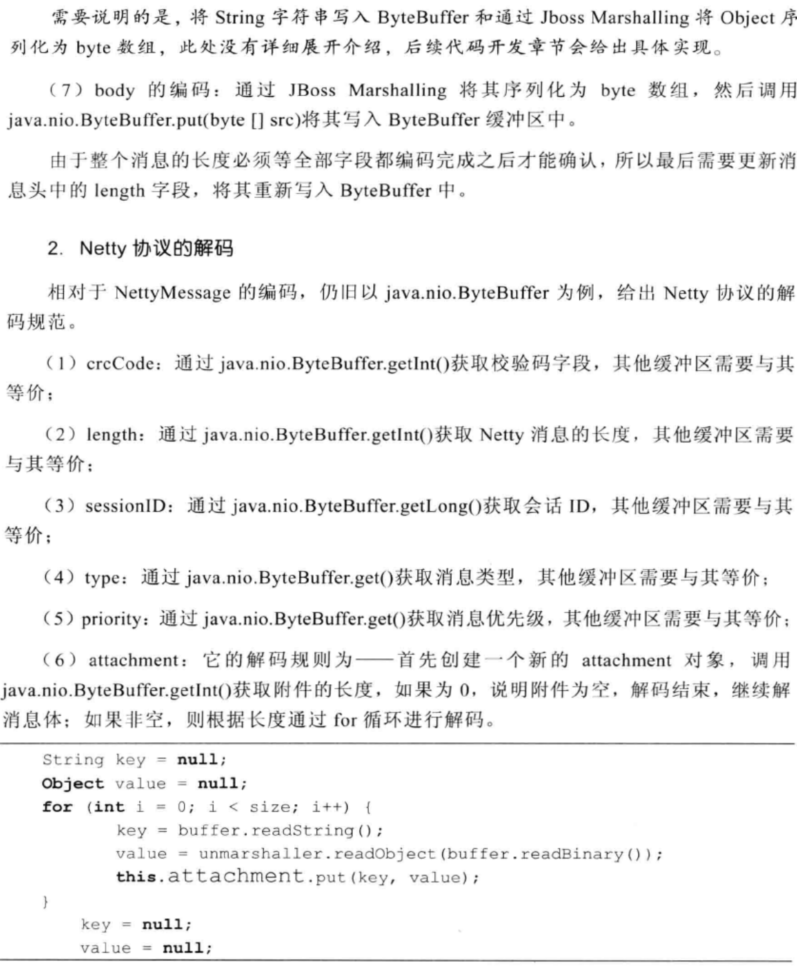 需要说明的是，将 String 字符串写入 ByteBuffer 和通过 Jboss Marshalling 将 Object 序
列化为 byte 数组，此处没有详细展开介绍，后续代码开发章节会给出具体实现。
（7）body 的编码：通过 JBoss Marshalling 将其序列化为 byte 数组，然后调用
java.nio.ByteBuffer.put(byte [] src)将其写入 ByteBuffer 缓冲区中。
由于整个消息的长度必须等全部字段都编码完成之后才能确认，所以最后需要更新消
息头中的 length 字段，将其重新写入 ByteBuffer 中。
2. Netty 协议的解码
相对于 NettyMessage 的编码，仍旧以 java.nio.ByteBuffer 为例，给出 Netty 协议的解
码规范。
（1）crcCode：通过 java.nio.ByteBuffer.getInt()获取校验码字段，其他缓冲区需要与其
等价；
（2）length：通过 java.nio.ByteBuffer.getInt()获取 Netty 消息的长度，其他缓冲区需要
与其等价；
（3）sessionID：通过 java.nio.ByteBuffer.getLong()获取会话 ID，其他缓冲区需要与其
等价；
（4）type：通过 java.nio.ByteBuffer.get()获取消息类型，其他缓冲区需要与其等价；
（5）priority：通过 java.nio.ByteBuffer.get()获取消息优先级，其他缓冲区需要与其等价；
（6）attachment：它的解码规则为——首先创建一个新的 attachment 对象，调用
java.nio.ByteBuffer.getInt()获取附件的长度，如果为 0，说明附件为空，解码结束，继续解
消息体；如果非空，则根据长度通过 for 循环进行解码。
String key = null;
Object value = null;
for (int i = 0; i < size; i++) {
key = buffer.readString();
value = unmarshaller.readObject(buffer.readBinary());
this.attachment.put(key, value);
}
key = null;
value = null;